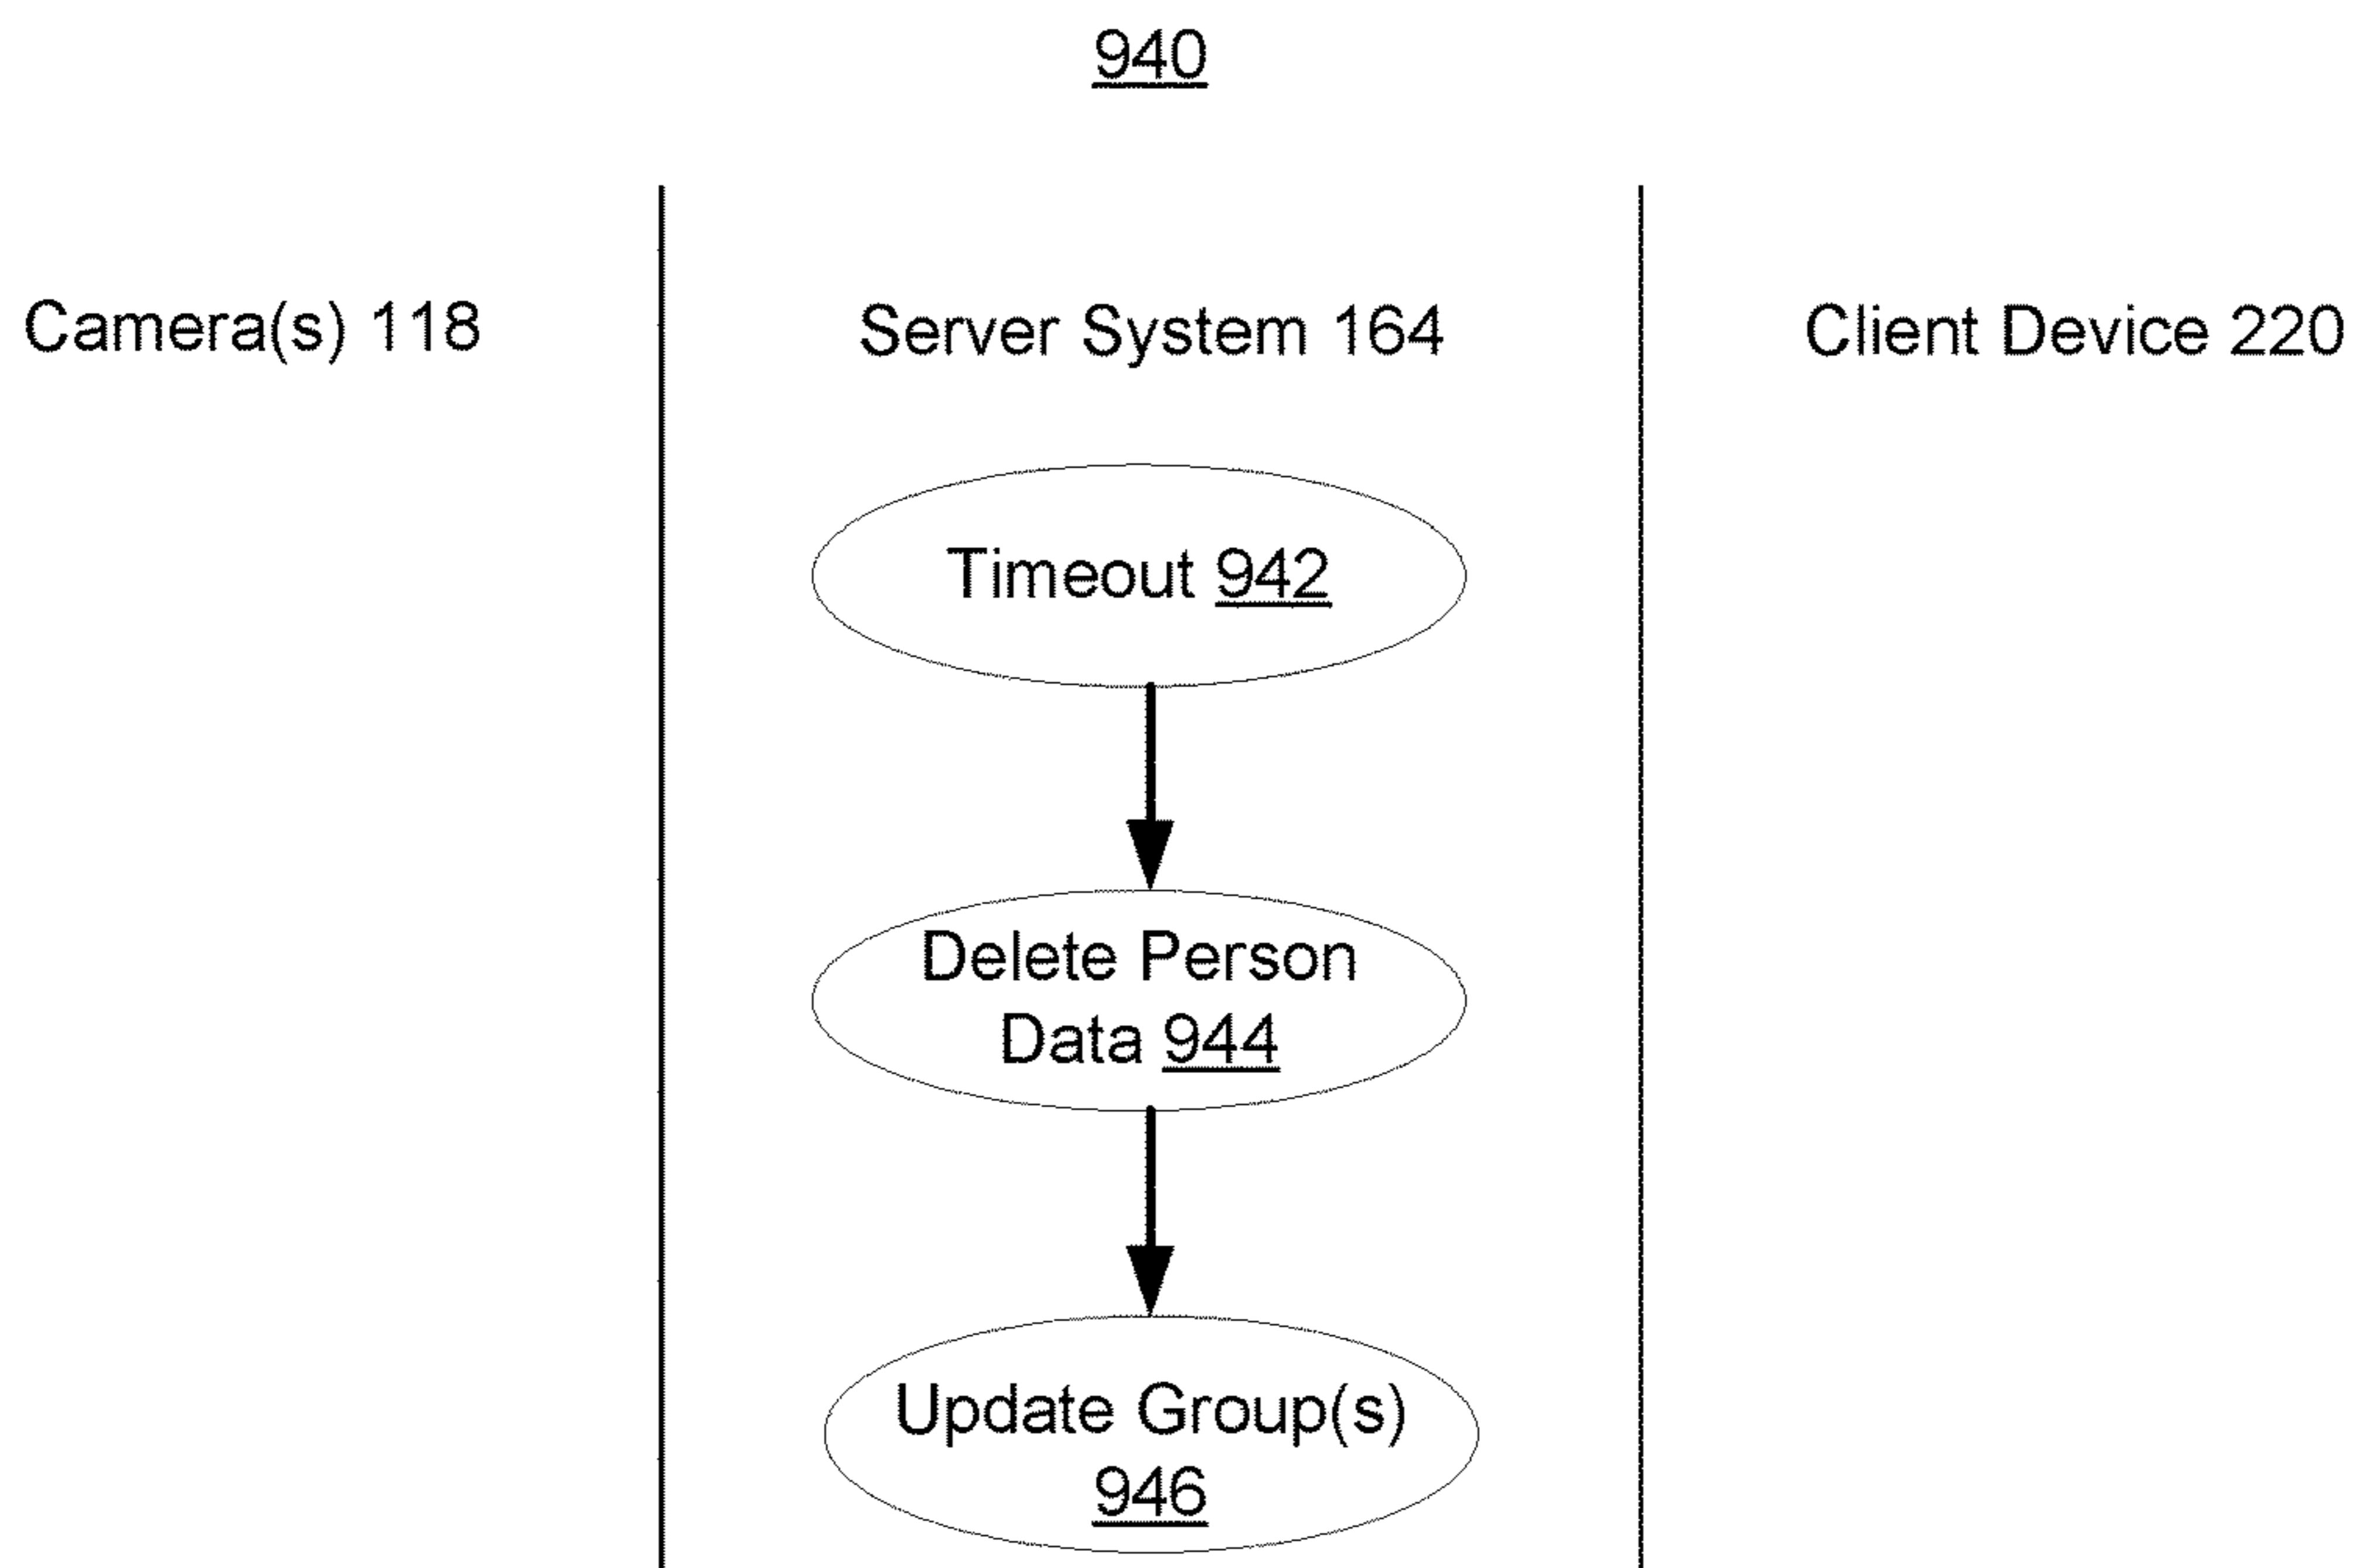 940
Camera(s) 118
Server System 164
Client Device 220
Timeout 942
Delete Person
Data 944
Update Group(s)
946